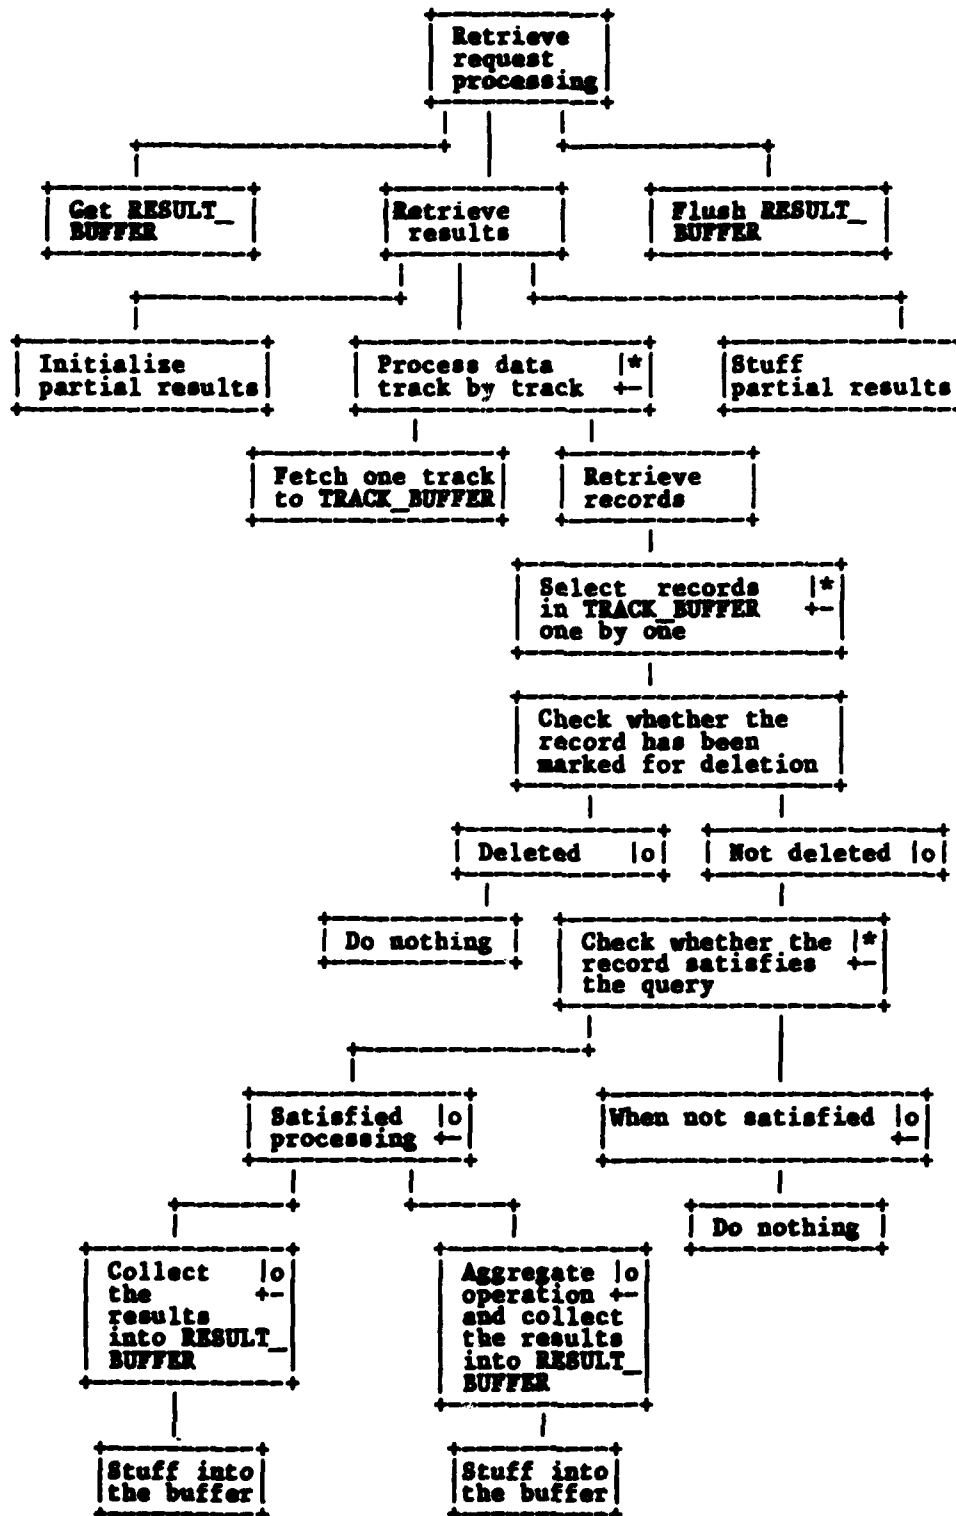 Retrieve
request
processing
Get RESULT_
BUFFER
Retrieve
results
Flush RESULT_
BUFFER
Initialize
partial results
Process data |*
track by track +-
Stuff
partial results
Fetch one track
to TRACK_BUFFER
Retrieve
records
Select records |*
in TRACK_BUFFER +-
one by one
Check whether the
record has been
marked for deletion
Deleted |o|
Not deleted |o|
Do nothing
Check whether the |*
record satisfies +-
the query
Satisfied |o
processing +-
When not satisfied |o
+-
Do nothing
Collect |o
the +-
results
into RESULT_
BUFFER
Aggregate |o
operation +-
and collect
the results
into RESULT_
BUFFER
Stuff into
the buffer
Stuff into
the buffer